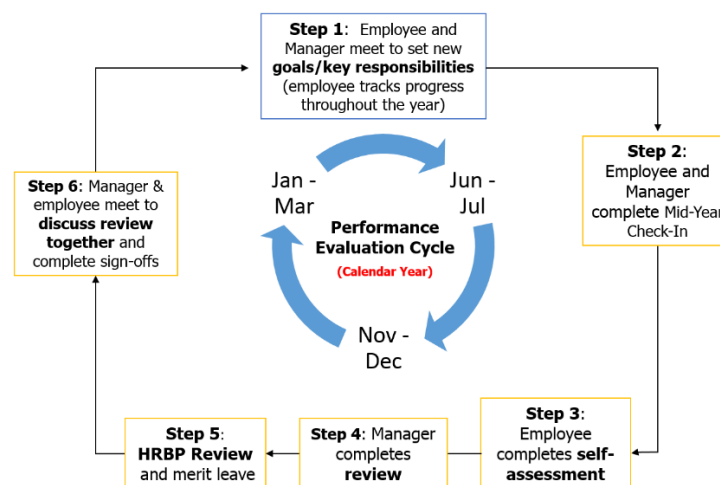 Step 1: Employee and
Manager meet to set new
goals/key responsibilities
(employee tracks progress
throughout the year)
Step 2:
Employee and
Manager
complete Mid-Year
Check-In
Step 3:
Employee
completes self-
assessment
Step 4: Manager
completes
review
Step 5:
HRBP Review
and merit leave
Step 6: Manager &
employee meet to
discuss review
together and
complete sign-offs
Jan -
Mar
Jun -
Jul
Nov -
Dec
Performance
Evaluation Cycle
(Calendar Year)